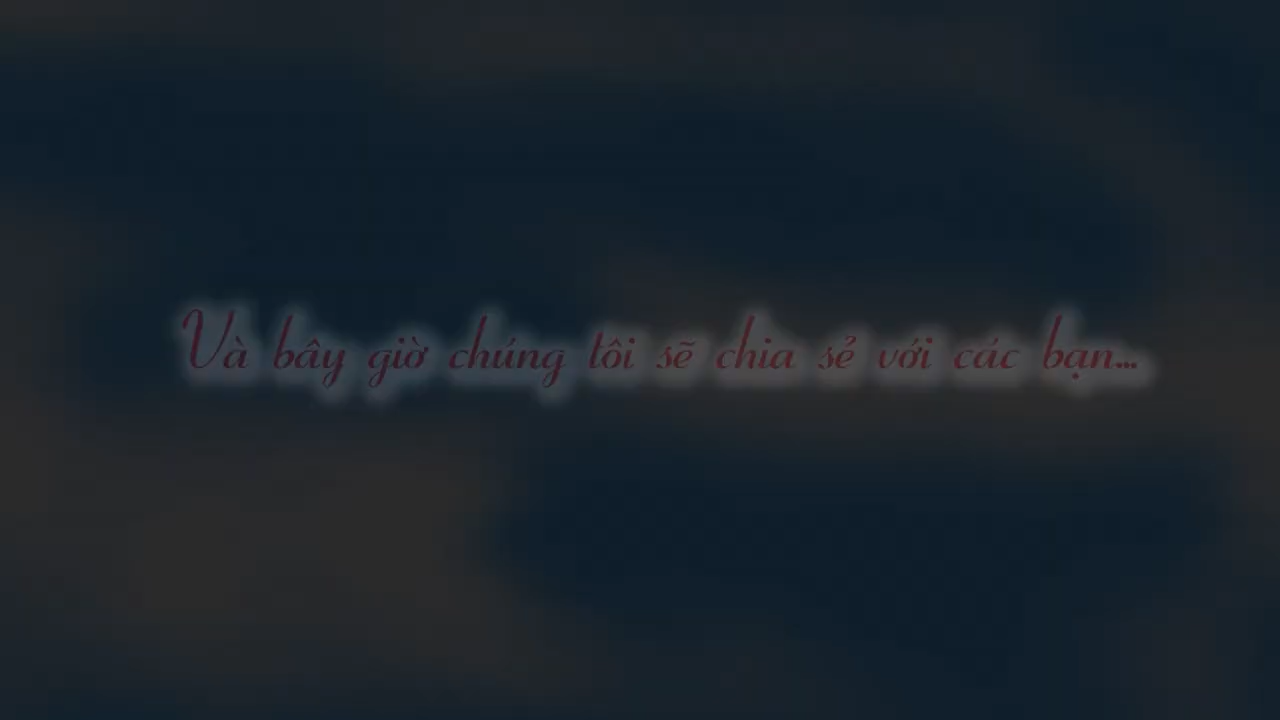 Và bây giờ chúng tôi sẽ chia sẻ với các bạn...